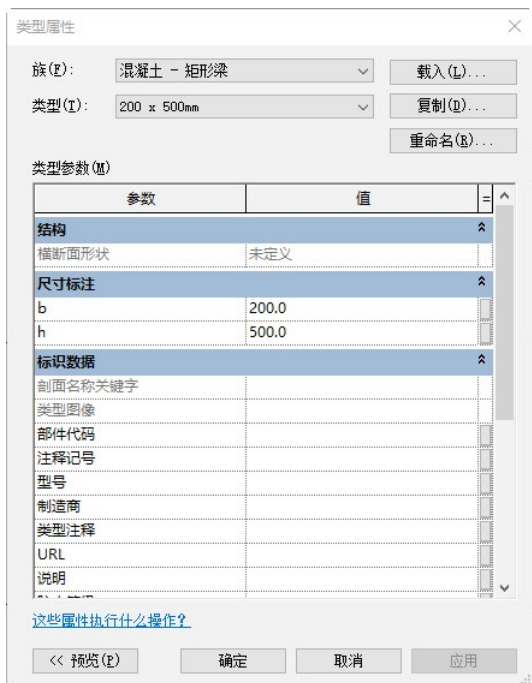 类型属性
族(F): 混凝土 - 矩形梁 载入(L)...
类型(T): 200 x 500mm 复制(D)...
重命名(R)...
类型参数(M)
参数 值 =
结构
横断面形状 未定义
尺寸标注
b 200.0
h 500.0
标识数据
剖面名称关键字
类型图像
部件代码
注释记号
型号
制造商
类型注释
URL
说明
这些属性执行什么操作?
<< 预览(P) 确定 取消 应用